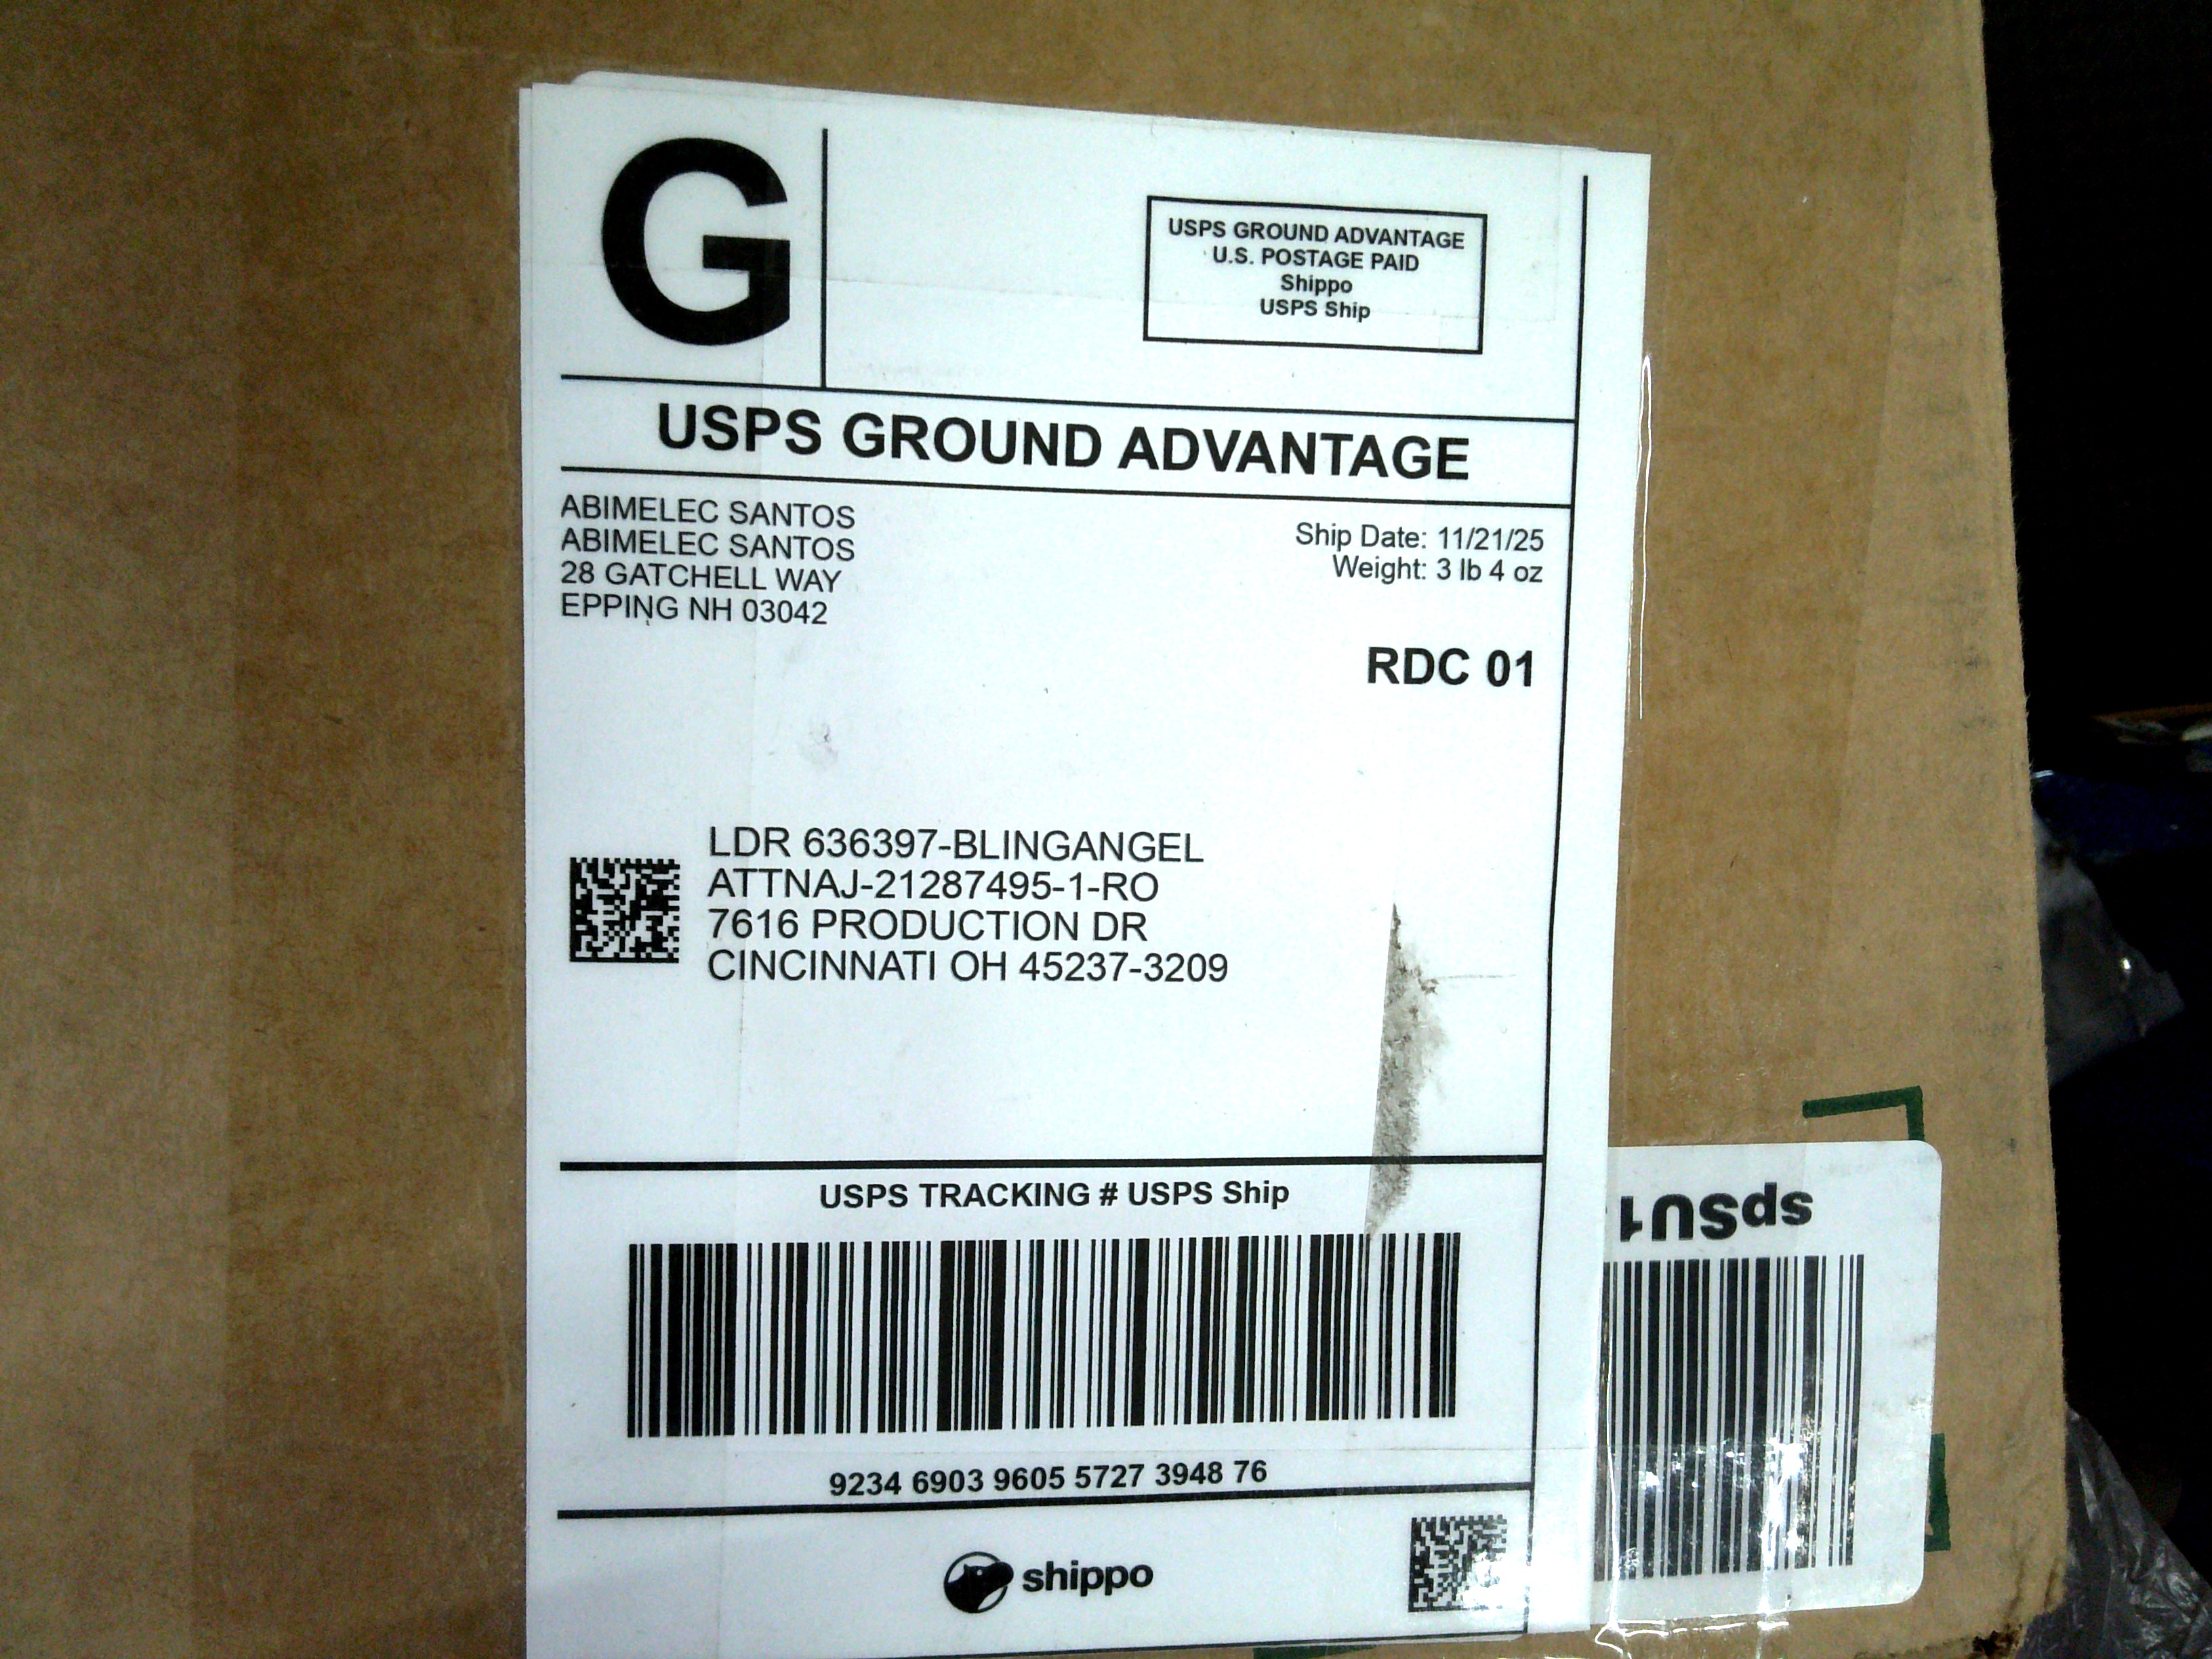 G
USPS GROUND ADVANTAGE
U.S. POSTAGE PAID
Shippo
USPS Ship
USPS GROUND ADVANTAGE
ABIMELEC SANTOS
ABIMELEC SANTOS
28 GATCHELL WAY
EPPING NH 03042
Ship Date: 11/21/25
Weight: 3 lb 4 oz
RDC 01
LDR 636397-BLINGANGEL
ATTNAJ-21287495-1-RO
7616 PRODUCTION DR
CINCINNATI OH 45237-3209
USPS TRACKING # USPS Ship
9234 6903 9605 5727 3948 76
shippo